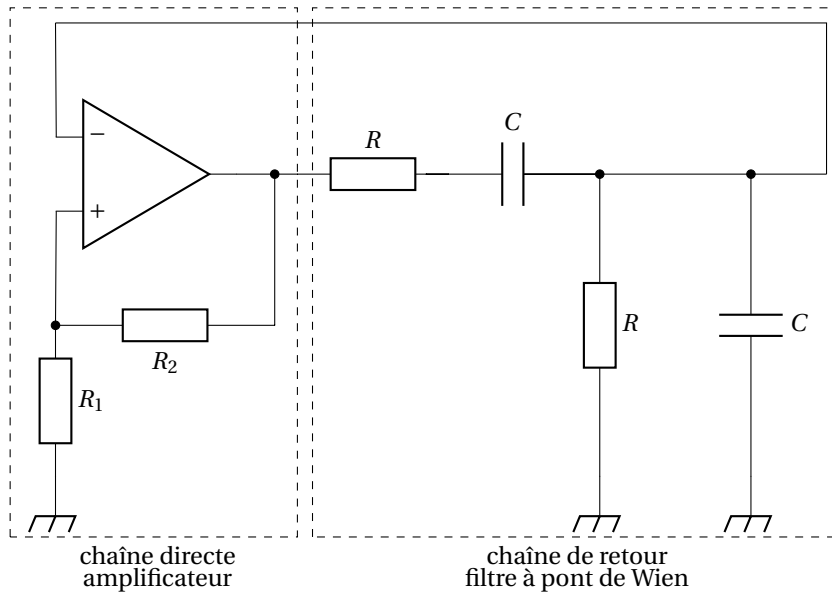 −
+
R
C
R
C
R2
R1
chaîne directe
amplificateur
chaîne de retour
filtre à pont de Wien